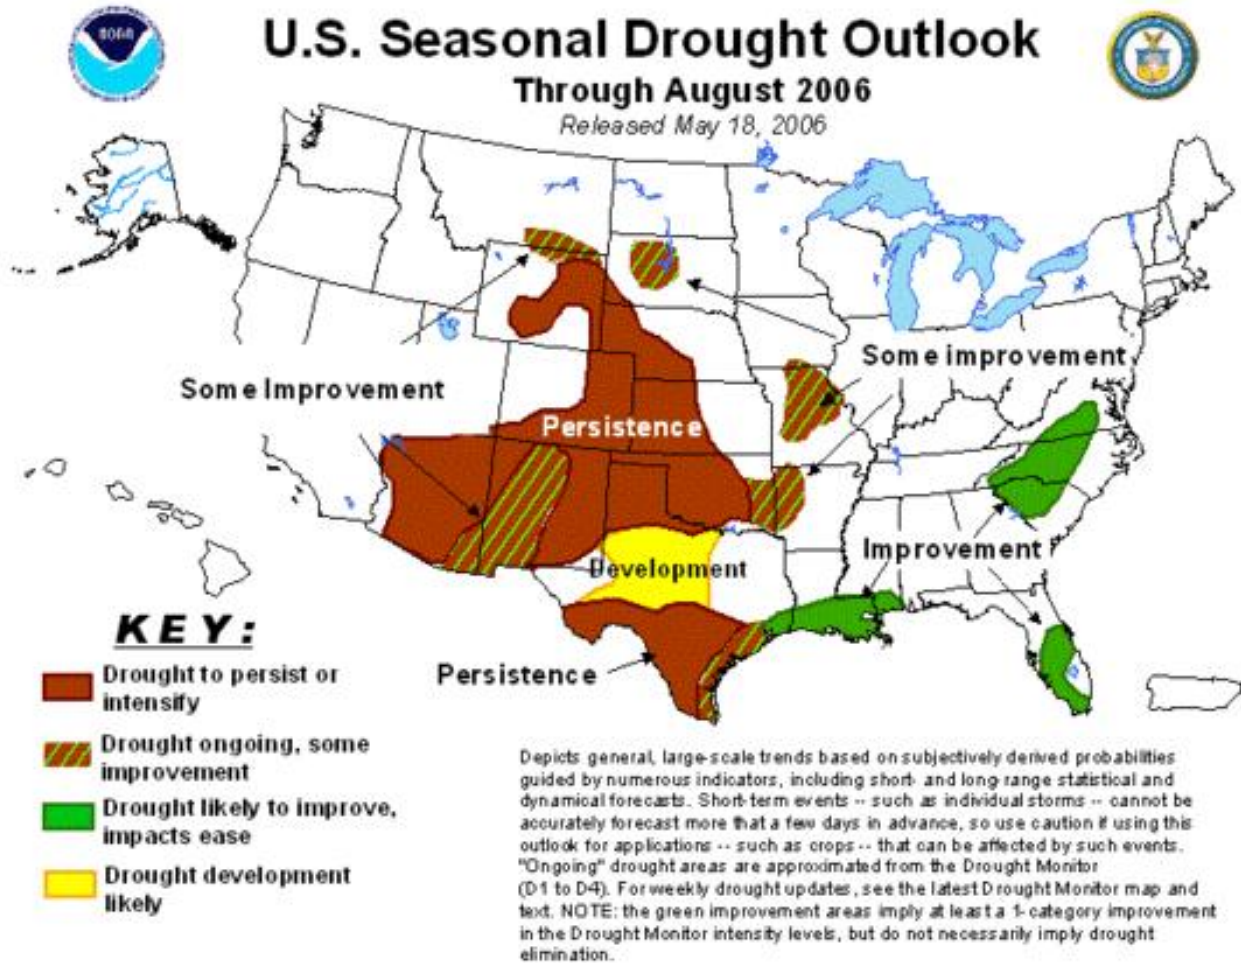 U.S. Seasonal Drought Outlook
Through August 2006
Released May 18, 2006
Some improvement
Some Improvement
Persistence
Improvement
Development
Persistence
KEY:
Drought to persist or
intensify
Drought ongoing, some
improvement
Drought likely to improve,
impacts ease
Drought development
likely
Depicts general, large-scale trends based on subjectively derived probabilities
guided by numerous indicators, including short- and long-range statistical and
dynamical forecasts. Short-term events -- such as individual storms -- cannot be
accurately forecast more that a few days in advance, so use caution if using this
outlook for applications -- such as crops -- that can be affected by such events.
"Ongoing" drought areas are approximated from the Drought Monitor
(D1 to D4). For weekly drought updates, see the latest Drought Monitor map and
text. NOTE: the green improvement areas imply at least a 1-category improvement
in the Drought Monitor intensity levels, but do not necessarily imply drought
elimination.